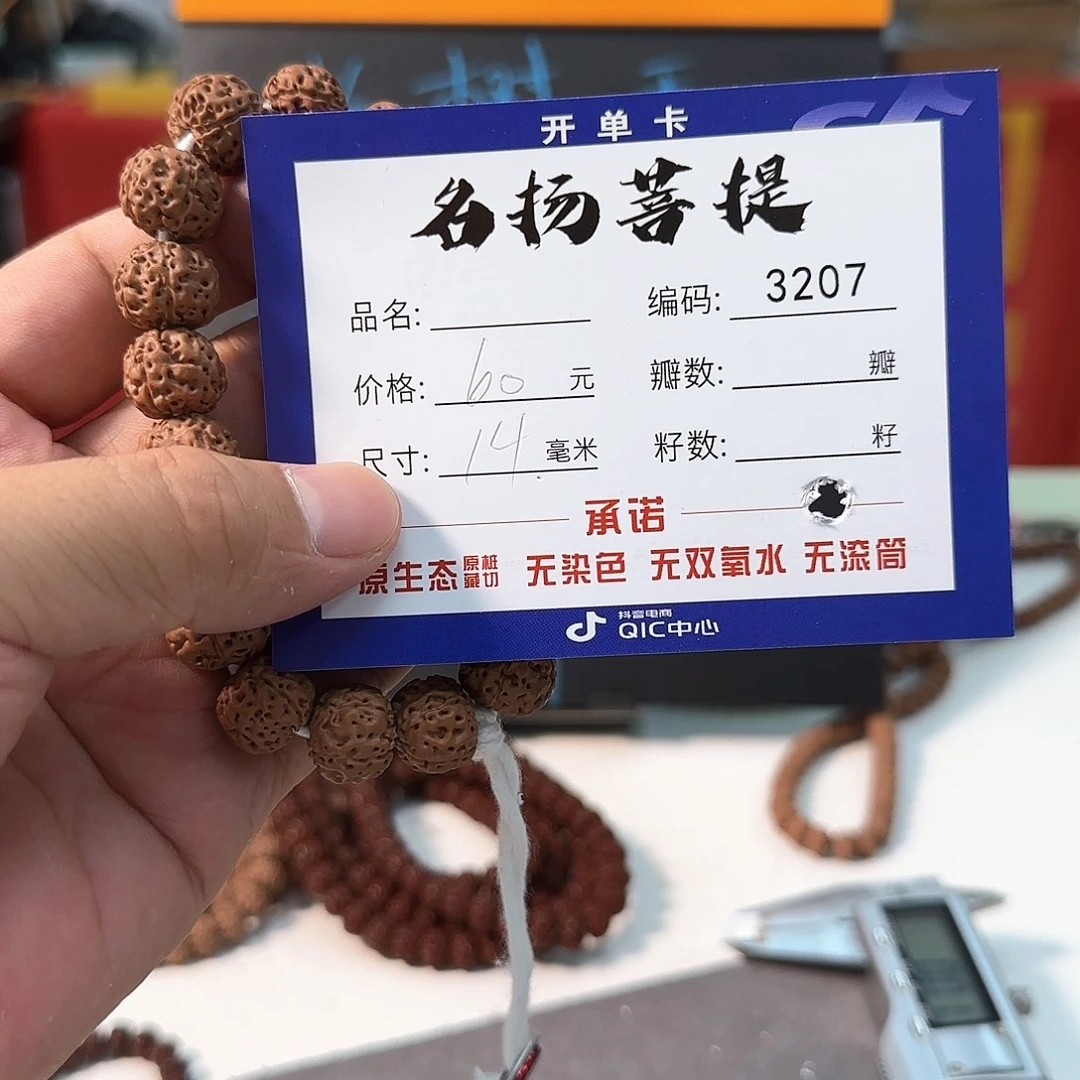 开单卡
名扬菩提
品名: 编码: 3207
价格: 60 元 瓣数: 瓣
尺寸: 14 毫米 籽数: 籽
承诺
原生态 原桩藏切 无染色 无双氧水 无滚筒
抖音电商
QIC中心